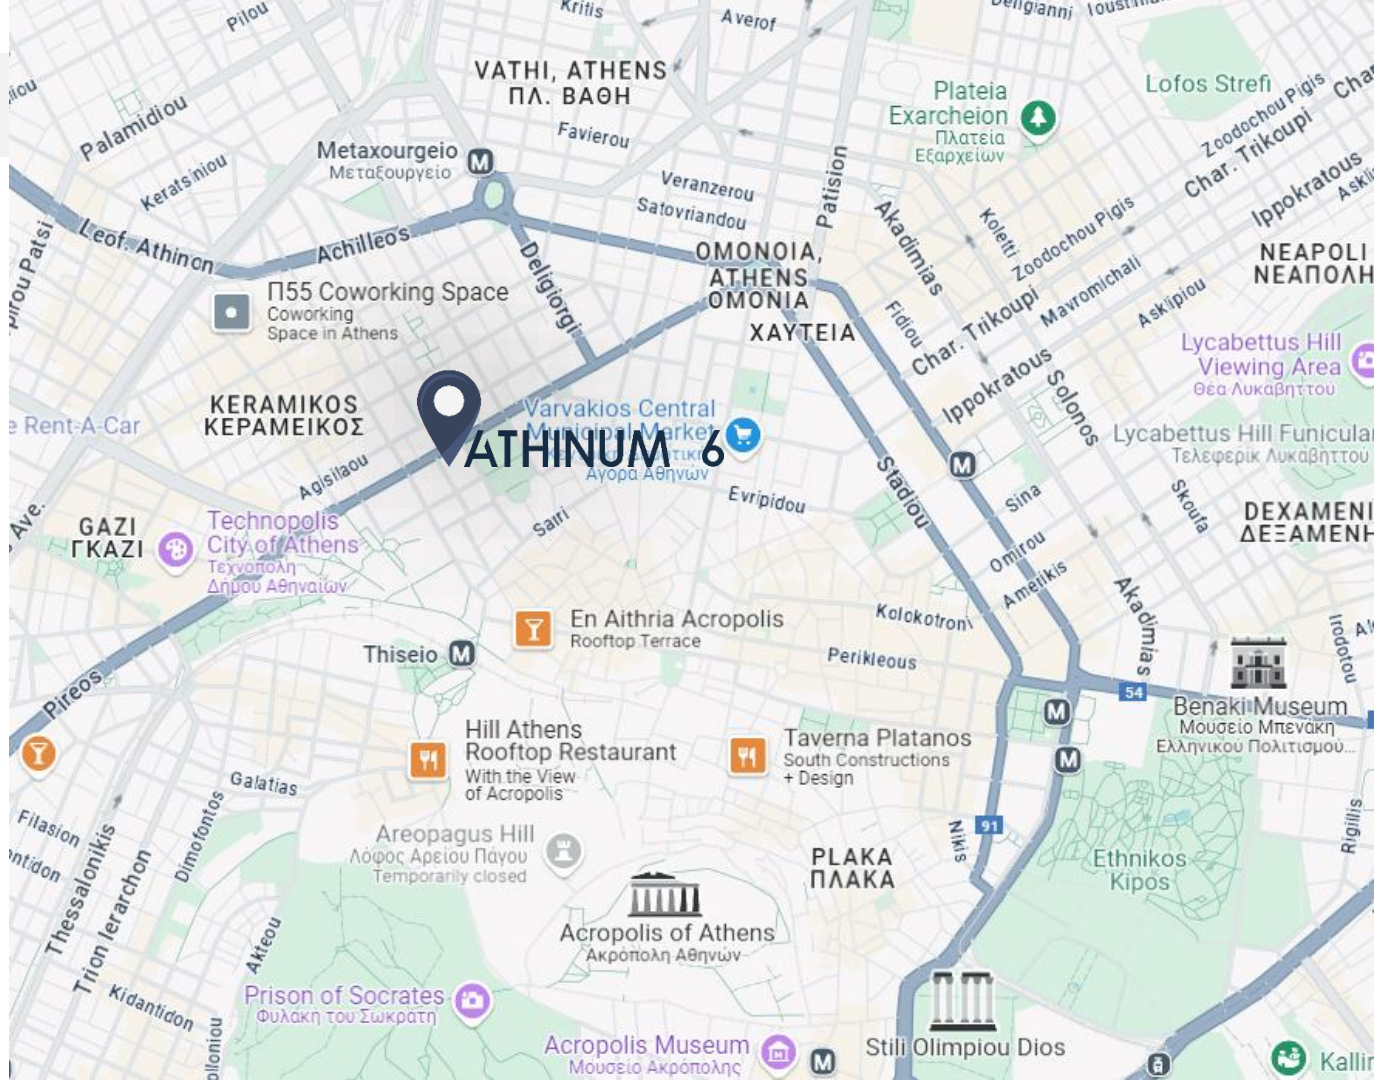 Pilou
Kritis
Averof
Deligianni
VATHI, ATHENS
ΠΛ. ΒΑΘΗ
Plateia
Exarcheion
Πλατεία
Εξαρχείων
Lofos Strefi
Zoodochou Pigis
Char. Trikoupi
Ippokratous
Palamidiou
Favierou
Metaxourgeio
Μεταξουργείο
M
Keratsiniou
Veranzerou
Satovriandou
Patision
Akadimias
Koletti
Zoodochou Pigis
Mavromichali
Asklipiou
NEAPOLI
ΝΕΑΠΟΛΗ
Leof. Athinon
Achilleos
Deligiorgi
OMONOIA,
ATHENS
ΟΜΟΝΙΑ
ΧΑΥΤΕΙΑ
Fidiou
Char. Trikoupi
Ippokratous
Solonos
Π55 Coworking Space
Coworking
Space in Athens
Lycabettus Hill
Viewing Area
Θέα Λυκαβηττού
KERAMIKOS
ΚΕΡΑΜΕΙΚΟΣ
Rent-A-Car
Varvakios Central
Municipal Market
Αγορά Αθηνών
ATHINUM 6
Lycabettus Hill Funicular
Τελεφερίκ Λυκαβηττού
M
Agisilaou
Evripidou
Stadiou
Sina
Skoufa
DEXAMENI
ΔΕΞΑΜΕΝΗ
Ave.
GAZI
ΓΚΑΖΙ
Technopolis
City of Athens
Τεχνόπολη
Δήμου Αθηναίων
Sairi
Omirou
Amerikis
Akadimias
En Aithria Acropolis
Rooftop Terrace
Kolokotroni
Perikleous
Irodotou
Thiseio M
Pireos
54
Benaki Museum
Μουσείο Μπενάκη
Ελληνικού Πολιτισμού...
M
M
Hill Athens
Rooftop Restaurant
With the View
of Acropolis
Taverna Platanos
South Constructions
+ Design
Galatias
Dimofontos
Filasion
Thessalonikis
Trion Ierarchon
Areopagus Hill
Λόφος Αρείου Πάγου
Temporarily closed
91
Nikis
PLAKA
ΠΛΑΚΑ
Ethnikos
Kipos
Rigillis
Acropolis of Athens
Ακρόπολη Αθηνών
Akteou
Kidantidon
Prison of Socrates
Φυλακή του Σωκράτη
Acropolis Museum
Μουσείο Ακρόπολης
M
Stili Olimpiou Dios